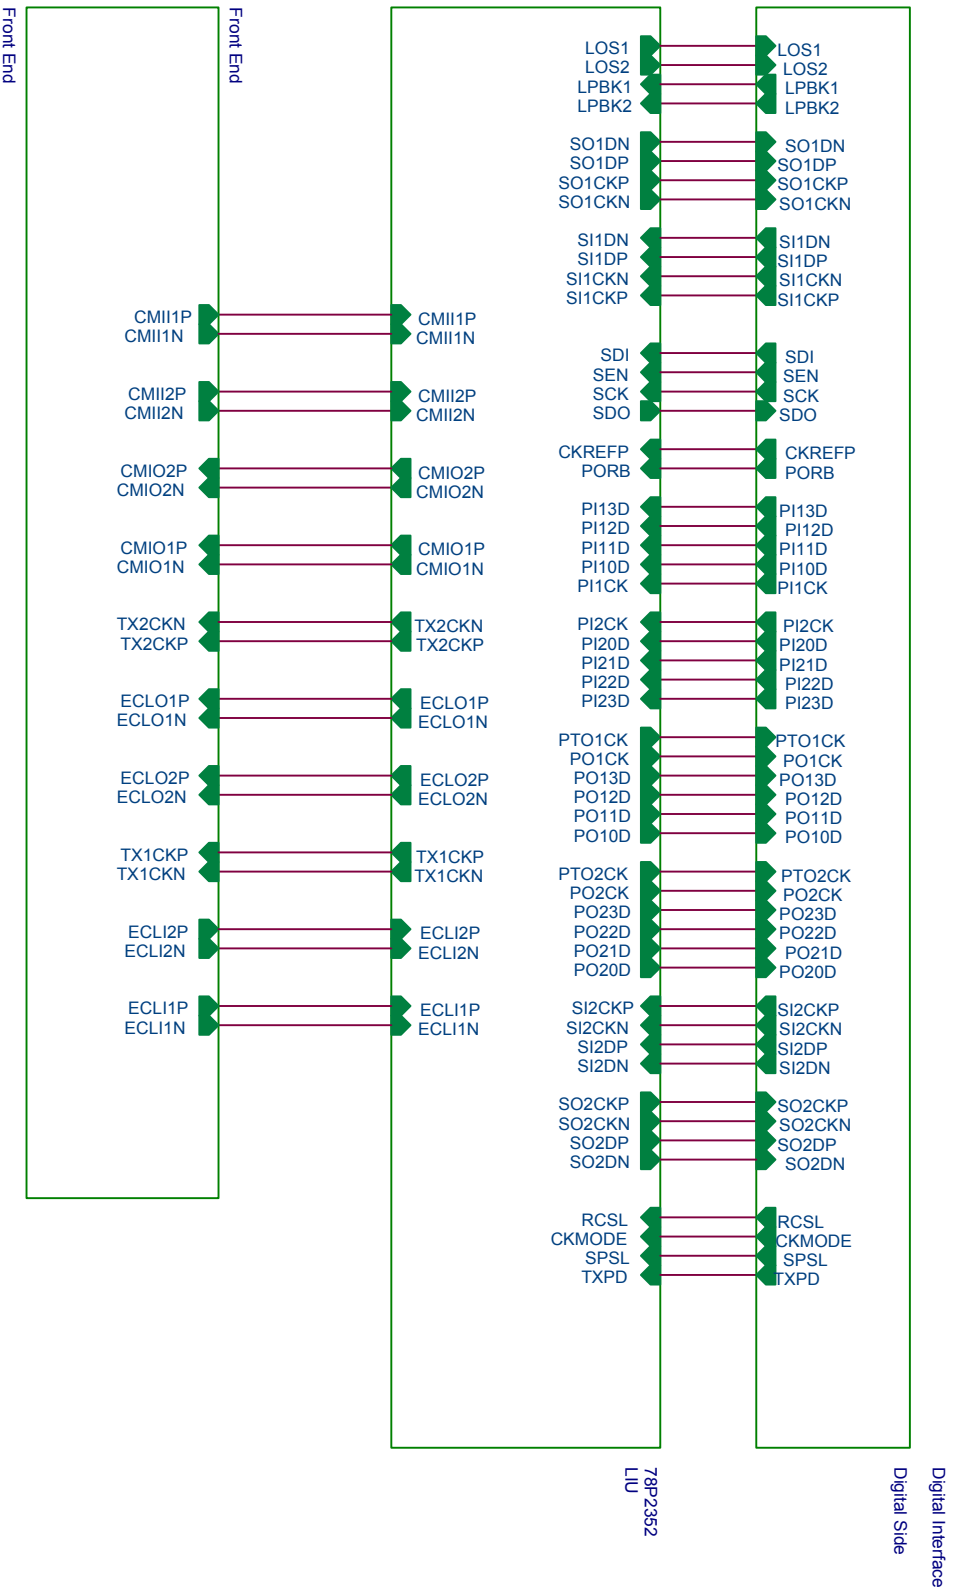 Front End
Front End
CMII1P
CMII1N
CMII2P
CMII2N
CMIO2P
CMIO2N
CMIO1P
CMIO1N
TX2CKN
TX2CKP
ECLO1P
ECLO1N
ECLO2P
ECLO2N
TX1CKP
TX1CKN
ECLI2P
ECLI2N
ECLI1P
ECLI1N
CMII1P
CMII1N
CMII2P
CMII2N
CMIO2P
CMIO2N
CMIO1P
CMIO1N
TX2CKN
TX2CKP
ECLO1P
ECLO1N
ECLO2P
ECLO2N
TX1CKP
TX1CKN
ECLI2P
ECLI2N
ECLI1P
ECLI1N
LOS1
LOS2
LPBK1
LPBK2
SO1DN
SO1DP
SO1CKP
SO1CKN
SI1DN
SI1DP
SI1CKN
SI1CKP
SDI
SEN
SCK
SDO
CKREFP
PORB
PI13D
PI12D
PI11D
PI10D
PI1CK
PI2CK
PI20D
PI21D
PI22D
PI23D
PTO1CK
PO1CK
PO13D
PO12D
PO11D
PO10D
PTO2CK
PO2CK
PO23D
PO22D
PO21D
PO20D
SI2CKP
SI2CKN
SI2DP
SI2DN
SO2CKP
SO2CKN
SO2DP
SO2DN
RCSL
CKMODE
SPSL
TXPD
78P2352
LIU
LOS1
LOS2
LPBK1
LPBK2
SO1DN
SO1DP
SO1CKP
SO1CKN
SI1DN
SI1DP
SI1CKN
SI1CKP
SDI
SEN
SCK
SDO
CKREFP
PORB
PI13D
PI12D
PI11D
PI10D
PI1CK
PI2CK
PI20D
PI21D
PI22D
PI23D
PTO1CK
PO1CK
PO13D
PO12D
PO11D
PO10D
PTO2CK
PO2CK
PO23D
PO22D
PO21D
PO20D
SI2CKP
SI2CKN
SI2DP
SI2DN
SO2CKP
SO2CKN
SO2DP
SO2DN
RCSL
CKMODE
SPSL
TXPD
Digital Interface
Digital Side